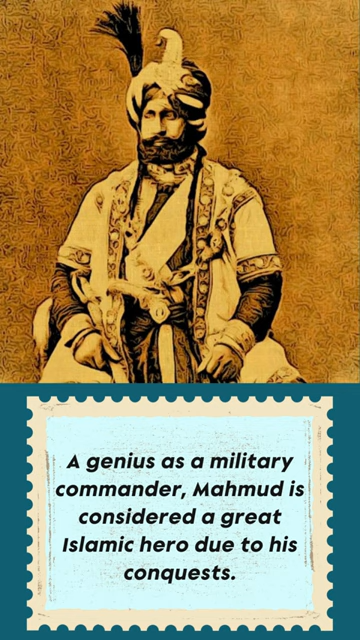 A genius as a military
commander, Mahmud is
considered a great
Islamic hero due to his
conquests.